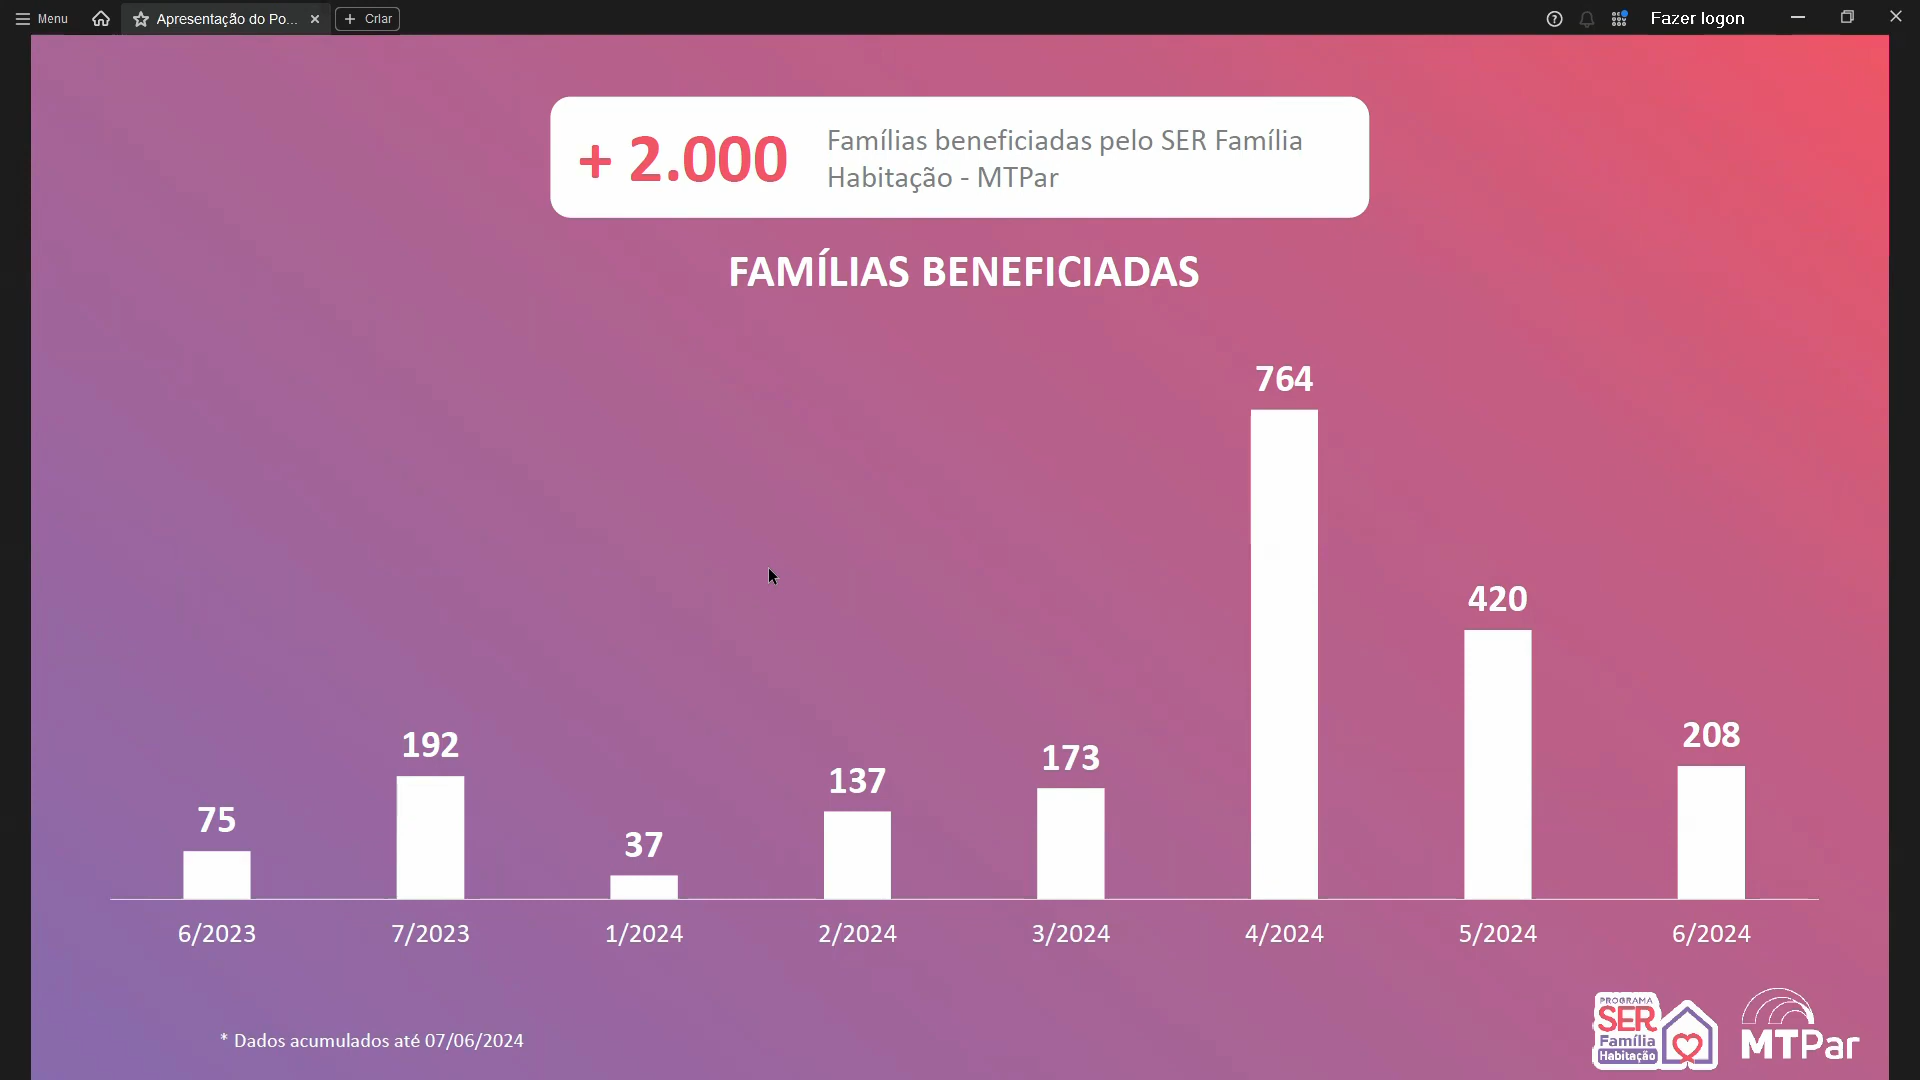 Menu
Apresentação do Po...
Criar
Fazer logon
+ 2.000
Famílias beneficiadas pelo SER Família
Habitação - MTPar
FAMÍLIAS BENEFICIADAS
75
192
37
137
173
764
420
208
6/2023
7/2023
1/2024
2/2024
3/2024
4/2024
5/2024
6/2024
* Dados acumulados até 07/06/2024
PROGRAMA
SER
Família
Habitação
MTPar